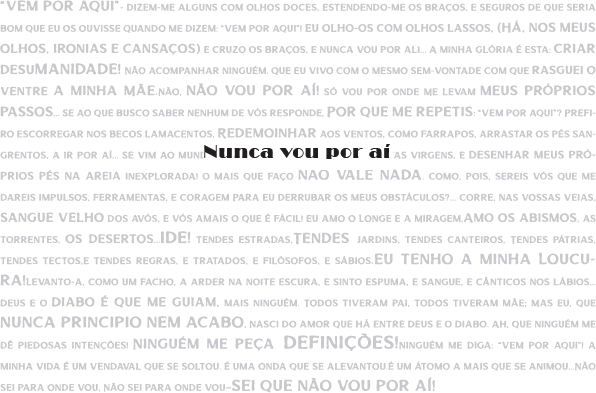 "VEM POR AQUI"- DIZEM-ME ALGUNS COM OLHOS DOCES, ESTENDENDO-ME OS BRAÇOS, E SEGUROS DE QUE SERIA
BOM QUE EU OS OUVISSE QUANDO ME DIZEM: "VEM POR AQUI"! EU OLHO-OS COM OLHOS LASSOS, (HÁ, NOS MEUS
OLHOS, IRONIAS E CANSAÇOS) E CRUZO OS BRAÇOS, E NUNCA VOU POR ALI... A MINHA GLÓRIA É ESTA: CRIAR
DESUMANIDADE! NÃO ACOMPANHAR NINGUÉM. QUE EU VIVO COM O MESMO SEM-VONTADE COM QUE RASGUEI O
VENTRE A MINHA MÃE.NÃO, NÃO VOU POR AÍ! SÓ VOU POR ONDE ME LEVAM MEUS PRÓPRIOS
PASSOS... SE AO QUE BUSCO SABER NENHUM DE VÓS RESPONDE, POR QUE ME REPETIS: "VEM POR AQUI"? PREFI-
RO ESCORREGAR NOS BECOS LAMACENTOS, REDEMOINHAR AOS VENTOS, COMO FARRAPOS, ARRASTAR OS PÉS SAN-
GRENTOS, A IR POR AÍ... SE VIM AO MUN Nunca vou por aí AS VIRGENS, E DESENHAR MEUS PRÓ-
PRIOS PÉS NA AREIA INEXPLORADA! O MAIS QUE FAÇO NAO VALE NADA. COMO, POIS, SEREIS VÓS QUE ME
DAREIS IMPULSOS, FERRAMENTAS, E CORAGEM PARA EU DERRUBAR OS MEUS OBSTÁCULOS?... CORRE, NAS VOSSAS VEIAS,
SANGUE VELHO DOS AVÓS, E VÓS AMAIS O QUE É FÁCIL! EU AMO O LONGE E A MIRAGEM,AMO OS ABISMOS, AS
TORRENTES, OS DESERTOS...IDE! TENDES ESTRADAS,TENDES JARDINS, TENDES CANTEIROS, TENDES PÁTRIAS,
TENDES TECTOS,E TENDES REGRAS, E TRATADOS, E FILÓSOFOS, E SÁBIOS.EU TENHO A MINHA LOUCU-
RA!LEVANTO-A, COMO UM FACHO, A ARDER NA NOITE ESCURA, E SINTO ESPUMA, E SANGUE, E CÂNTICOS NOS LÁBIOS...
DEUS E O DIABO É QUE ME GUIAM, MAIS NINGUÉM. TODOS TIVERAM PAI, TODOS TIVERAM MÃE; MAS EU, QUE
NUNCA PRINCIPIO NEM ACABO, NASCI DO AMOR QUE HÁ ENTRE DEUS E O DIABO. AH, QUE NINGUÉM ME
DÊ PIEDOSAS INTENÇÕES! NINGUÉM ME PEÇA DEFINIÇÕES!NINGUÉM ME DIGA: "VEM POR AQUI"! A
MINHA VIDA É UM VENDAVAL QUE SE SOLTOU. É UMA ONDA QUE SE ALEVANTOU.É UM ÁTOMO A MAIS QUE SE ANIMOU...NÃO
SEI PARA ONDE VOU, NÃO SEI PARA ONDE VOU–SEI QUE NÃO VOU POR AÍ!